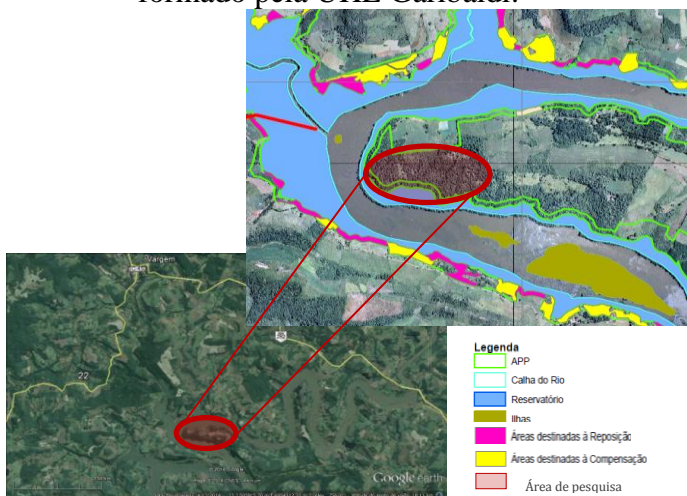 formado pela UHE Garibaldi.
Vargem
22
Google earth
Legenda
APP
Calha do Rio
Reservatório
Ilhas
Áreas destinadas à Reposição
Áreas destinadas à Compensação
Área de pesquisa